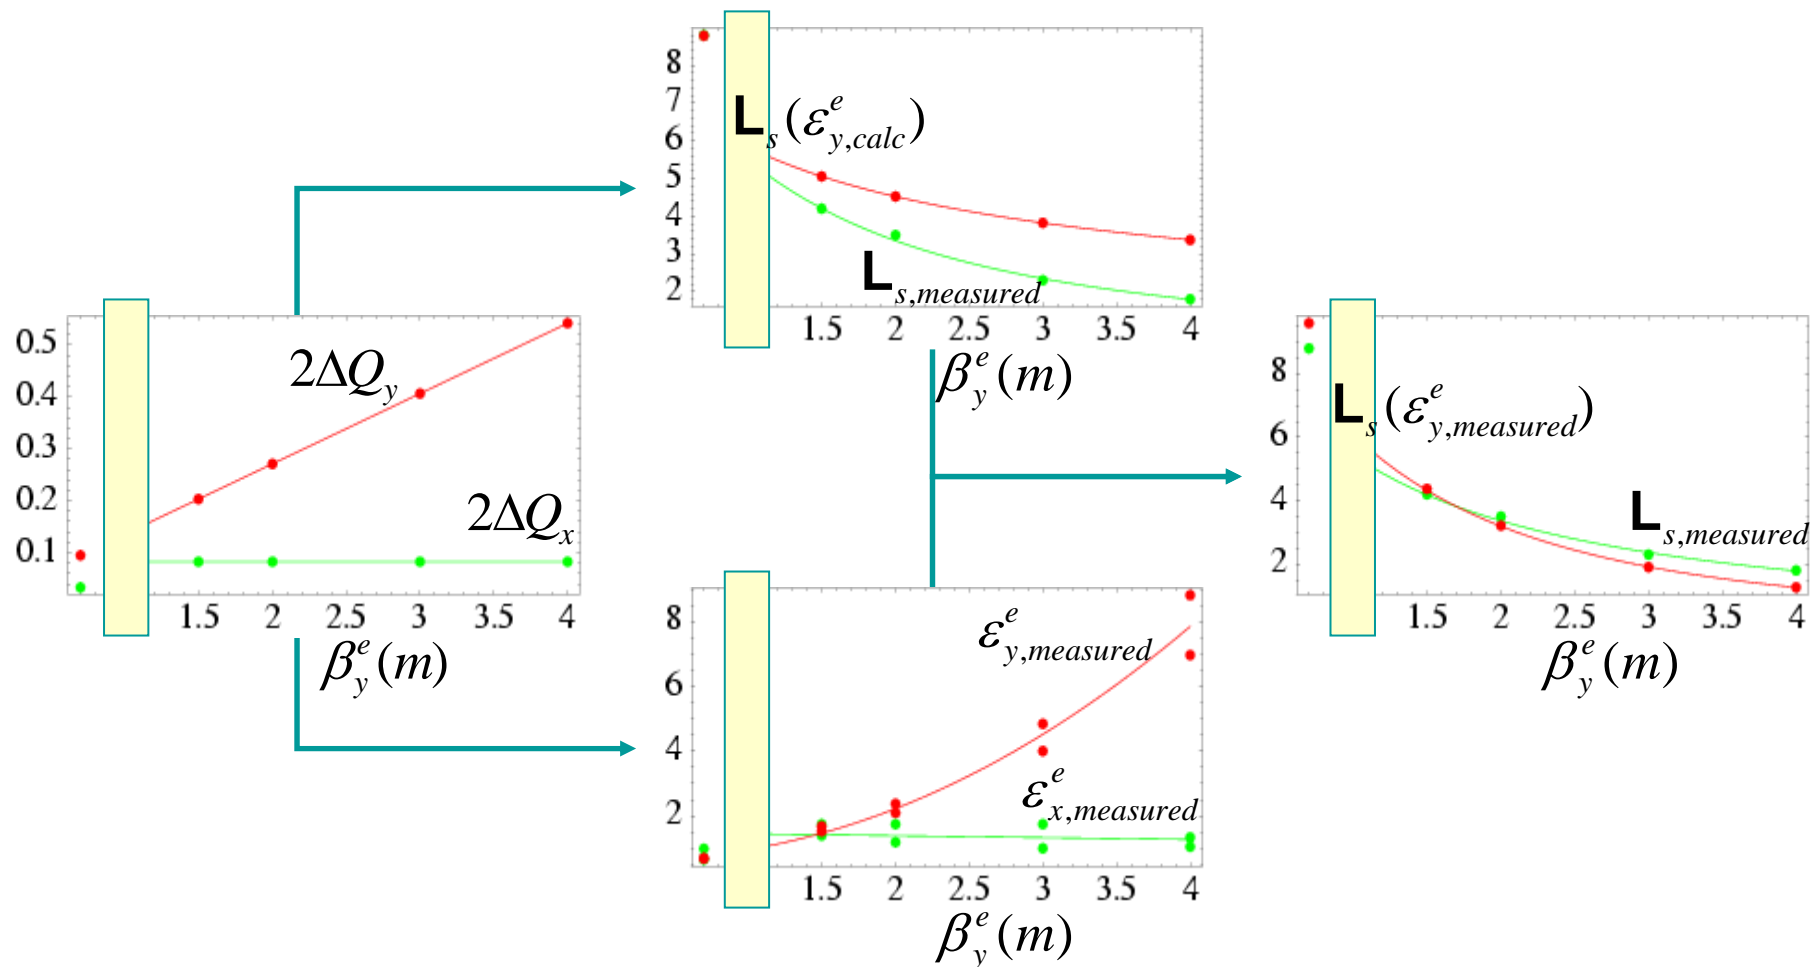 8
7
6
5
4
3
2
L_s(ε^e_{y,calc})
L_{s,measured}
1.5 2 2.5 3 3.5 4
β^e_y(m)
0.5
0.4
0.3
0.2
0.1
2ΔQ_y
2ΔQ_x
1.5 2 2.5 3 3.5 4
β^e_y(m)
8
6
4
2
ε^e_{y,measured}
ε^e_{x,measured}
1.5 2 2.5 3 3.5 4
β^e_y(m)
8
6
4
2
L_s(ε^e_{y,measured})
L_{s,measured}
1.5 2 2.5 3 3.5 4
β^e_y(m)